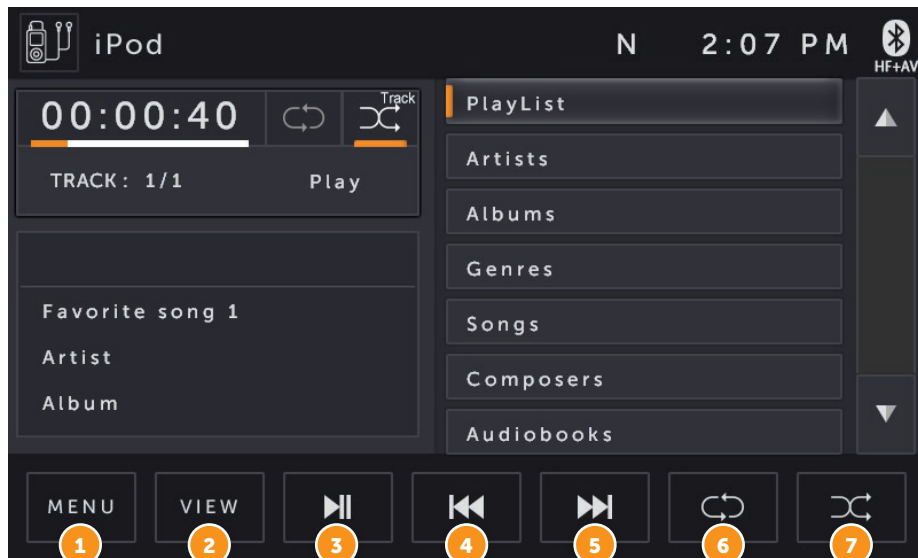 iPod N 2:07 PM
HF+AV
00:00:40 Track
TRACK: 1/1 Play
Favorite song 1
Artist
Album
PlayList
Artists
Albums
Genres
Songs
Composers
Audiobooks
MENU VIEW
1 2 3 4 5 6 7